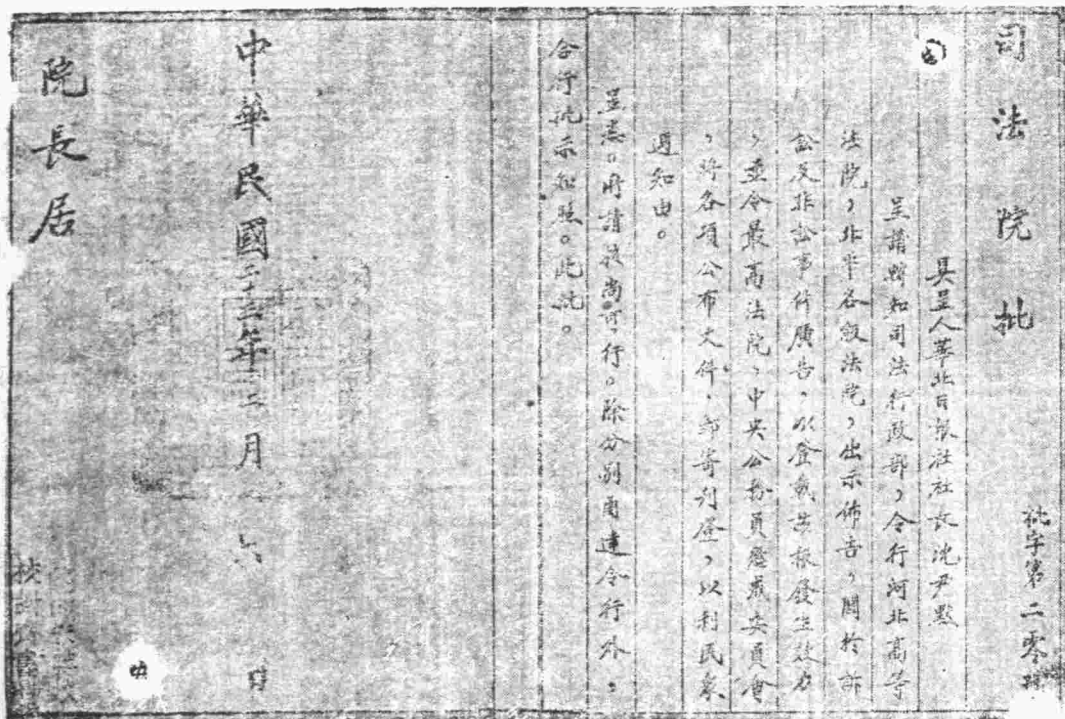 司法院批
批字第二零號
具呈人華北日報社社長沈尹默
呈請轉知司法行政部,令行河北高等
法院,北平各級法院,出示佈告,關於訴
訟及非訟事件廣告,以登載該報發生效力
,並令最高法院,中央公務員懲戒委員會
,將各項公布文件,郵寄刊登,以利民眾
週知由。
呈悉。所請後尚可行。除分別函達令行外,
合行批示知照。此批。
中華民國二十三年三月六日
院長居